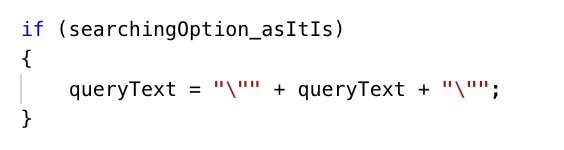 if (searchingOption_asItIs)
{
queryText = "\"" + queryText + "\"";
}